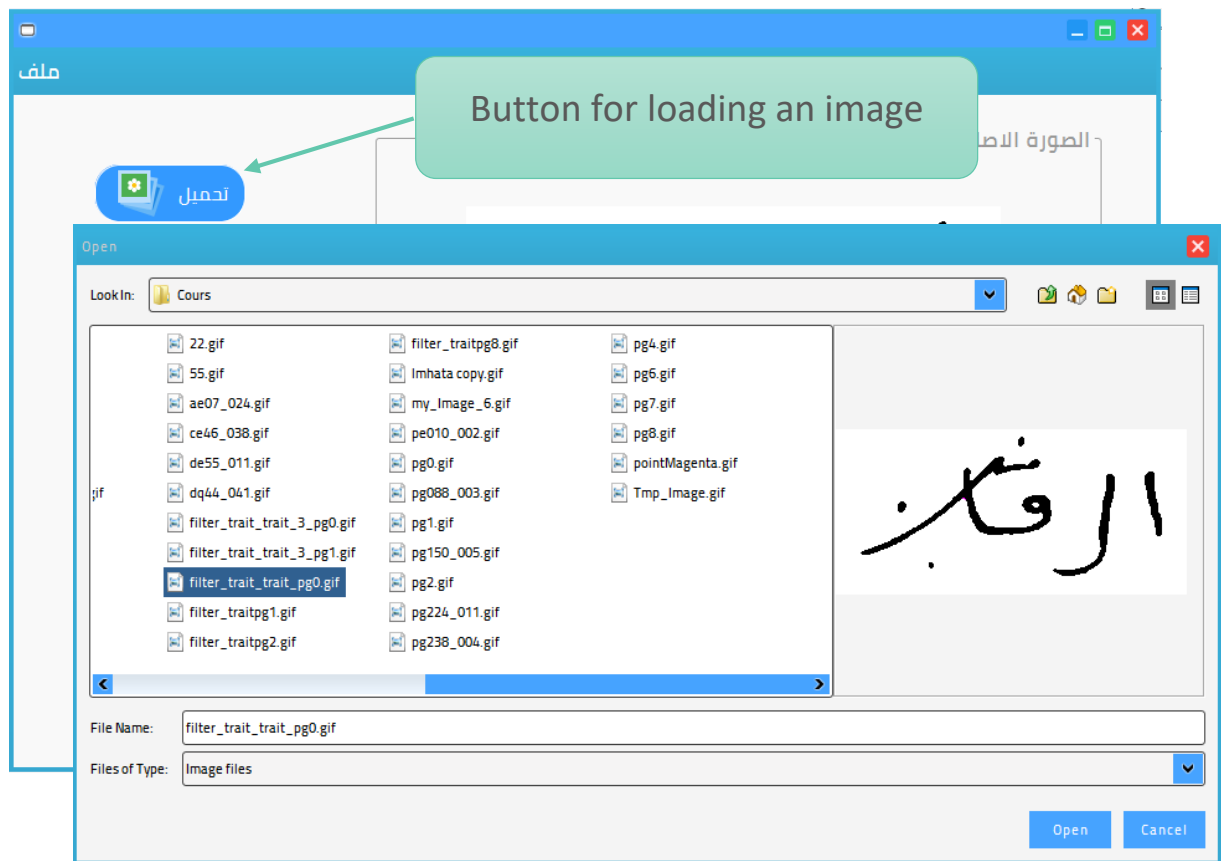 ملف
Button for loading an image
الصورة الاصا
تحميل
Open
Look In:
Cours
gif
22.gif
55.gif
ae07_024.gif
ce46_038.gif
de55_011.gif
dq44_041.gif
filter_trait_trait_3_pg0.gif
filter_trait_trait_3_pg1.gif
filter_trait_trait_pg0.gif
filter_traitpg1.gif
filter_traitpg2.gif
filter_traitpg8.gif
Imhata copy.gif
my_Image_6.gif
pe010_002.gif
pg0.gif
pg088_003.gif
pg1.gif
pg150_005.gif
pg2.gif
pg224_011.gif
pg238_004.gif
pg4.gif
pg6.gif
pg7.gif
pg8.gif
pointMagenta.gif
Tmp_Image.gif
File Name:
filter_trait_trait_pg0.gif
Files of Type:
Image files
Open
Cancel